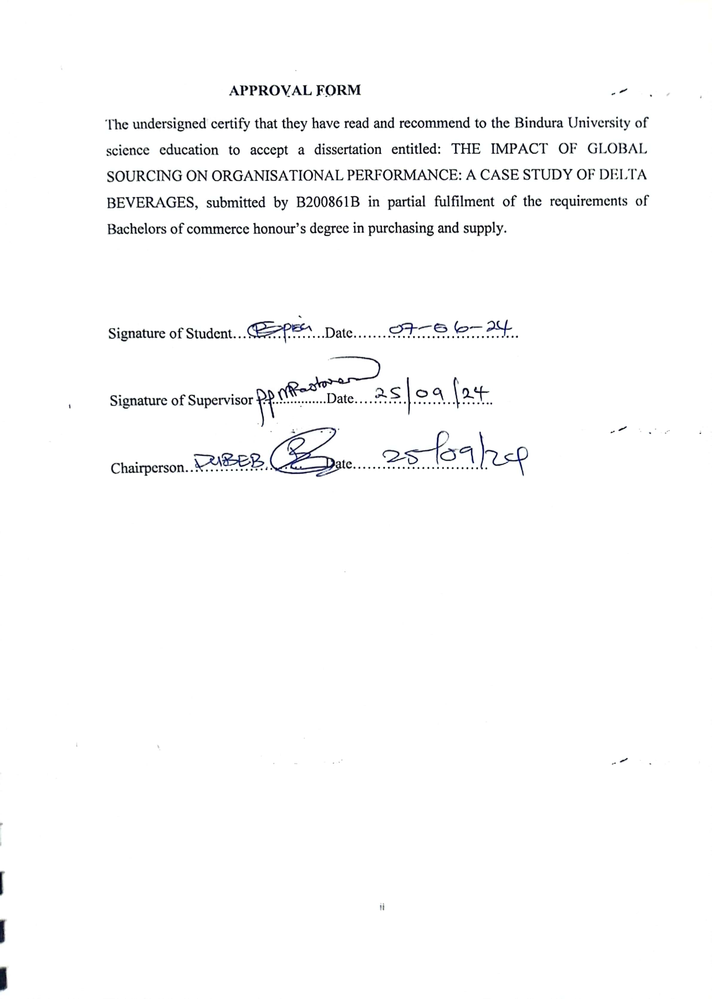 APPROVAL FORM
The undersigned certify that they have read and recommend to the Bindura University of
science education to accept a dissertation entitled: THE IMPACT OF GLOBAL
SOURCING ON ORGANISATIONAL PERFORMANCE: A CASE STUDY OF DELTA
BEVERAGES, submitted by B200861B in partial fulfilment of the requirements of
Bachelors of commerce honour's degree in purchasing and supply.
Signature of Student.....................Date.......07-06-24
Signature of Supervisor pp ...............Date....25/09/24
Chairperson..DUBEB Date......25/09/24
ii